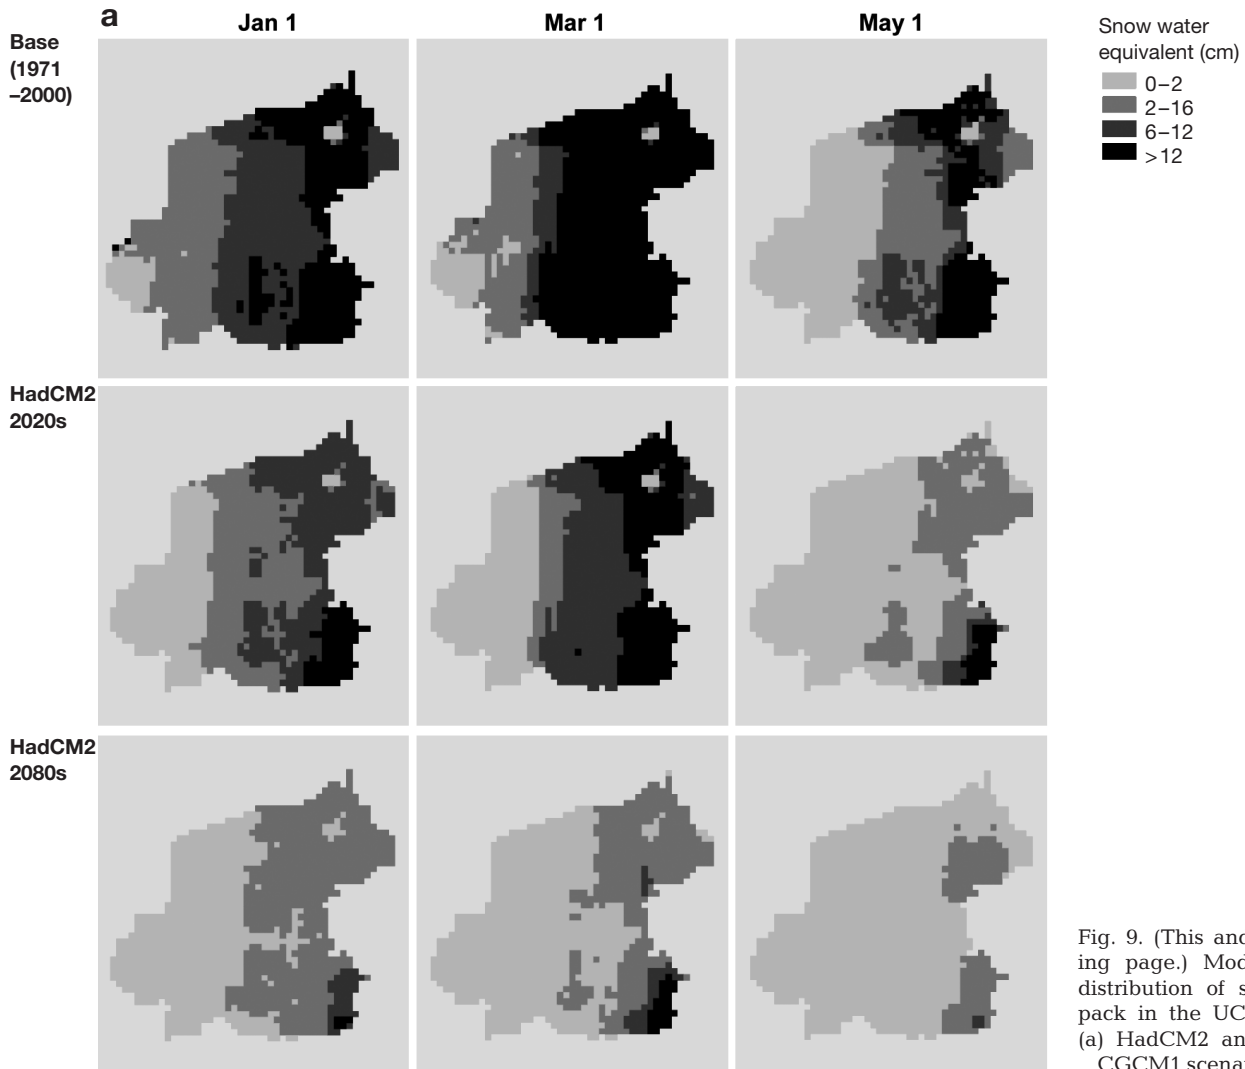 a
Jan 1
Mar 1
May 1
Base
(1971
–2000)
Snow water
equivalent (cm)
0–2
2–16
6–12
>12
HadCM2
2020s
HadCM2
2080s
Fig. 9. (This and
ing page.) Mod
distribution of s
pack in the UC
(a) HadCM2 an
CGCM1 scena